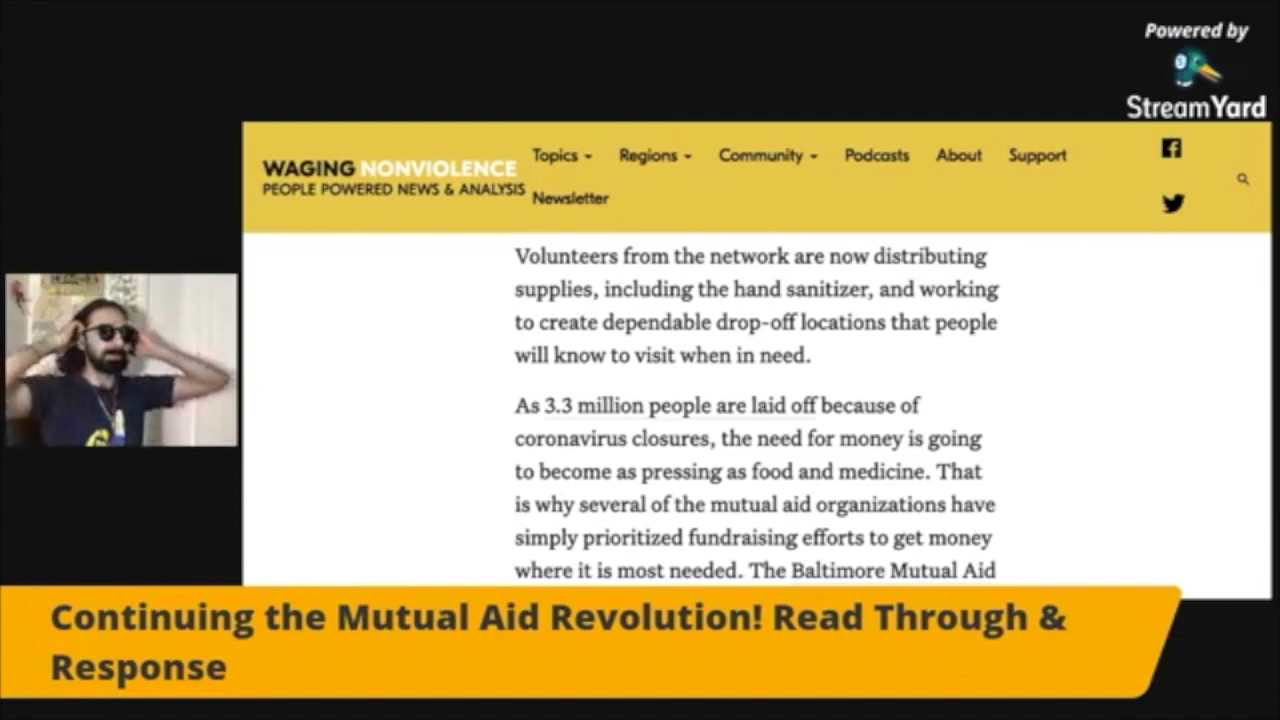 Powered by
StreamYard
WAGING NONVIOLENCE
PEOPLE POWERED NEWS & ANALYSIS
Topics
Regions
Community
Podcasts
About
Support
Newsletter
Volunteers from the network are now distributing
supplies, including the hand sanitizer, and working
to create dependable drop-off locations that people
will know to visit when in need.
As 3.3 million people are laid off because of
coronavirus closures, the need for money is going
to become as pressing as food and medicine. That
is why several of the mutual aid organizations have
simply prioritized fundraising efforts to get money
where it is most needed. The Baltimore Mutual Aid
Continuing the Mutual Aid Revolution! Read Through &
Response